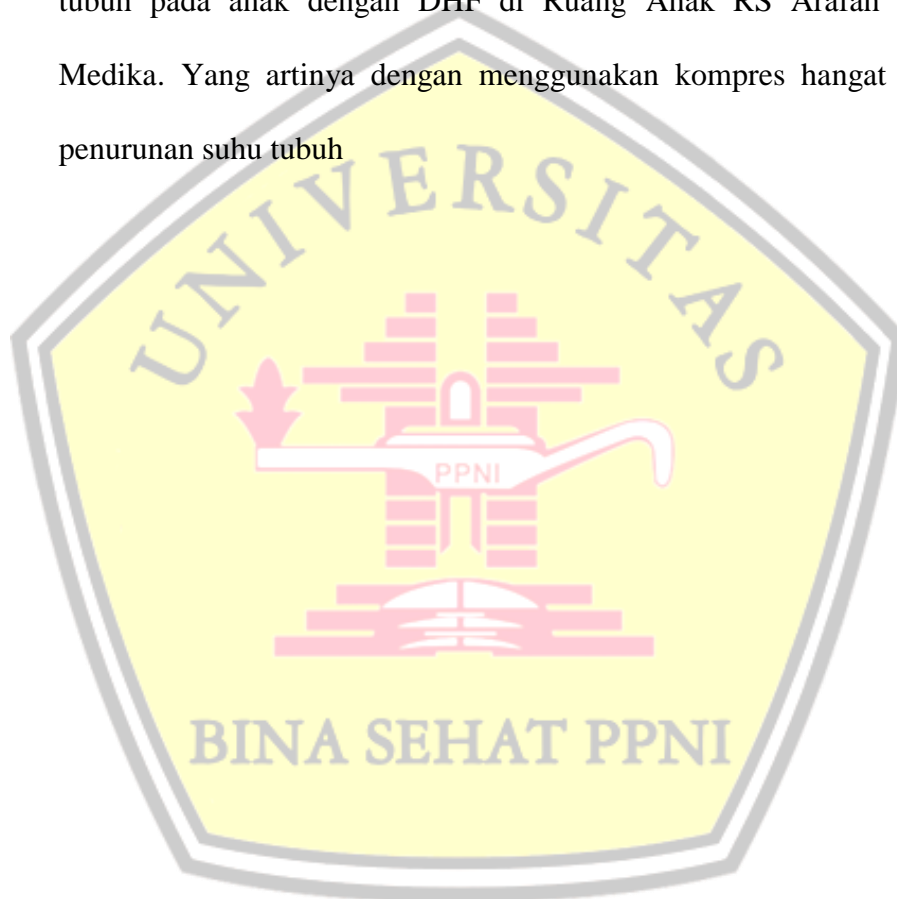 tubuh pada anak dengan DHF di Ruang Anak RS Arafah
Medika. Yang artinya dengan menggunakan kompres hangat
penurunan suhu tubuh
UNIVERSITAS
PPNI
BINA SEHAT PPNI